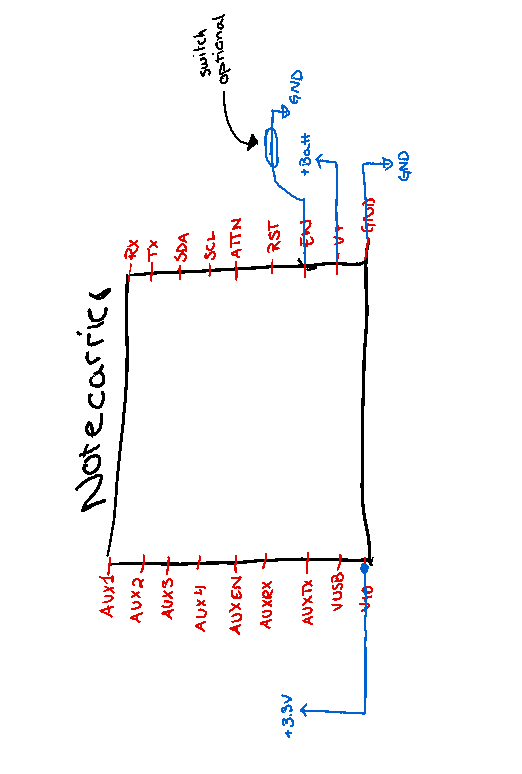 Notecarrier
switch
optional
GND
+Batt
GND
RX
TX
SDA
SCL
ATTN
RST
EN
V+
GND
AUX1
AUX2
AUX3
AUX4
AUXEN
AUXRX
AUXTX
VUSB
VIO
+3.3V